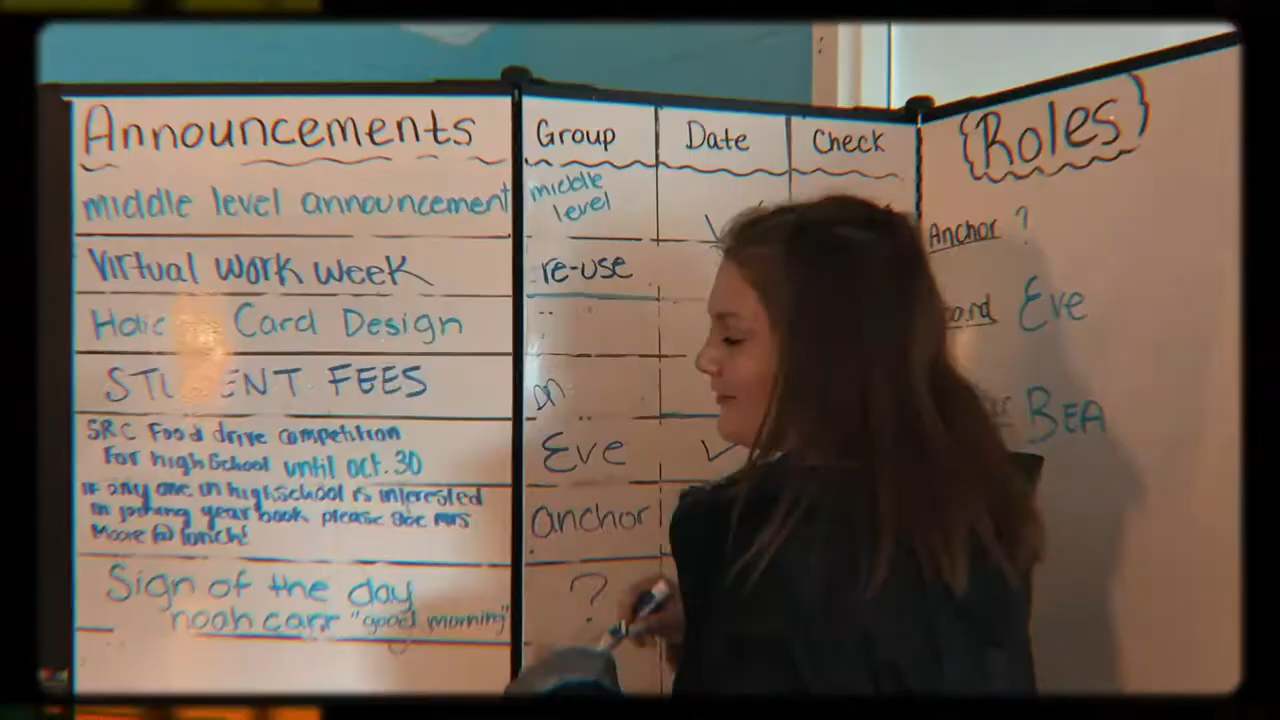 Announcements Group Date Check {Roles}
middle level announcement middle level
Anchor ?
Virtual work week re-use
Card Design
Eve
STUDENT FEES
BEA
SRC Food drive competition
For high School until oct. 30
Eve
IF any one in highschool is interested
in joining year book please see mrs
Moore @ lunch!
anchor
Sign of the day
noah carr "good morning"
?